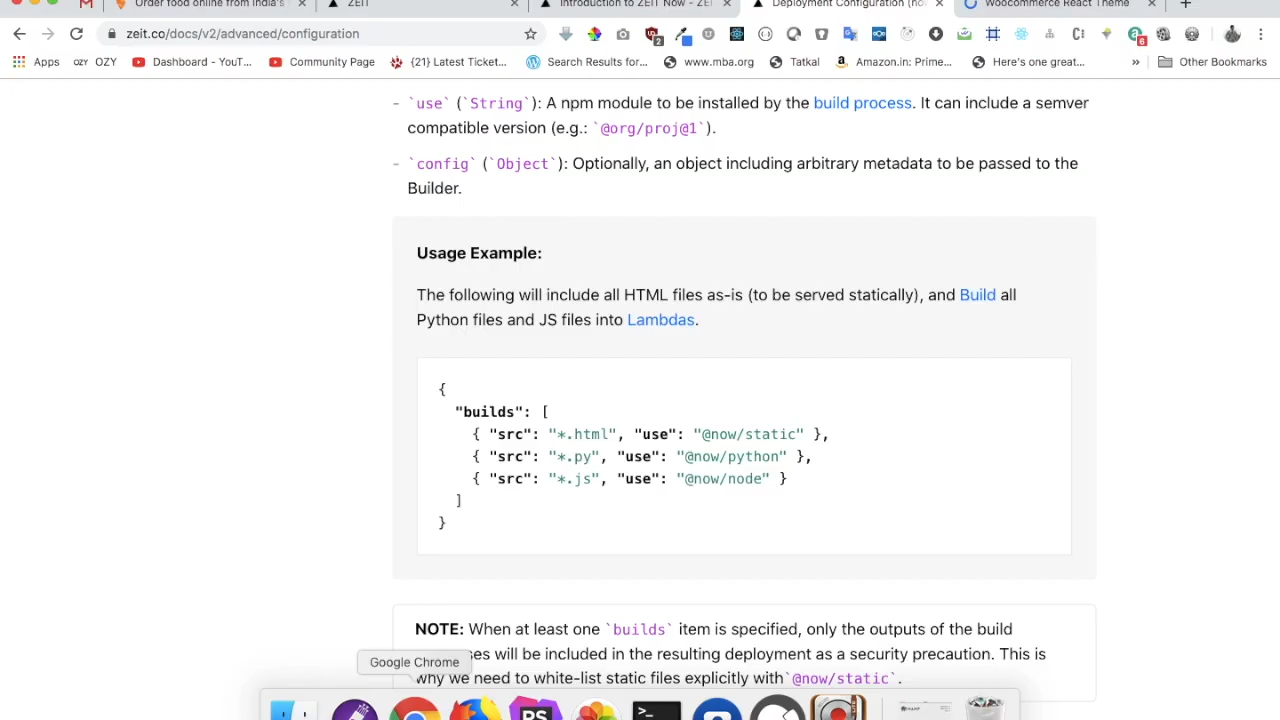 Order food online from India's
ZEIT
Introduction to ZEIT Now - ZEI
Deployment Configuration (no
Woocommerce React Theme
zeit.co/docs/v2/advanced/configuration
2
6
Apps
OZY
OZY
Dashboard - YouT...
Community Page
{21} Latest Ticket...
Search Results for...
www.mba.org
Tatkal
Amazon.in: Prime...
Here's one great...
»
Other Bookmarks
- `use` (`String`): A npm module to be installed by the build process. It can include a semver
compatible version (e.g.: `@org/proj@1`).
- `config` (`Object`): Optionally, an object including arbitrary metadata to be passed to the
Builder.
Usage Example:
The following will include all HTML files as-is (to be served statically), and Build all
Python files and JS files into Lambdas.
{
"builds": [
{ "src": "*.html", "use": "@now/static" },
{ "src": "*.py", "use": "@now/python" },
{ "src": "*.js", "use": "@now/node" }
]
}
NOTE: When at least one `builds` item is specified, only the outputs of the build
ses will be included in the resulting deployment as a security precaution. This is
why we need to white-list static files explicitly with`@now/static`.
Google Chrome
PS